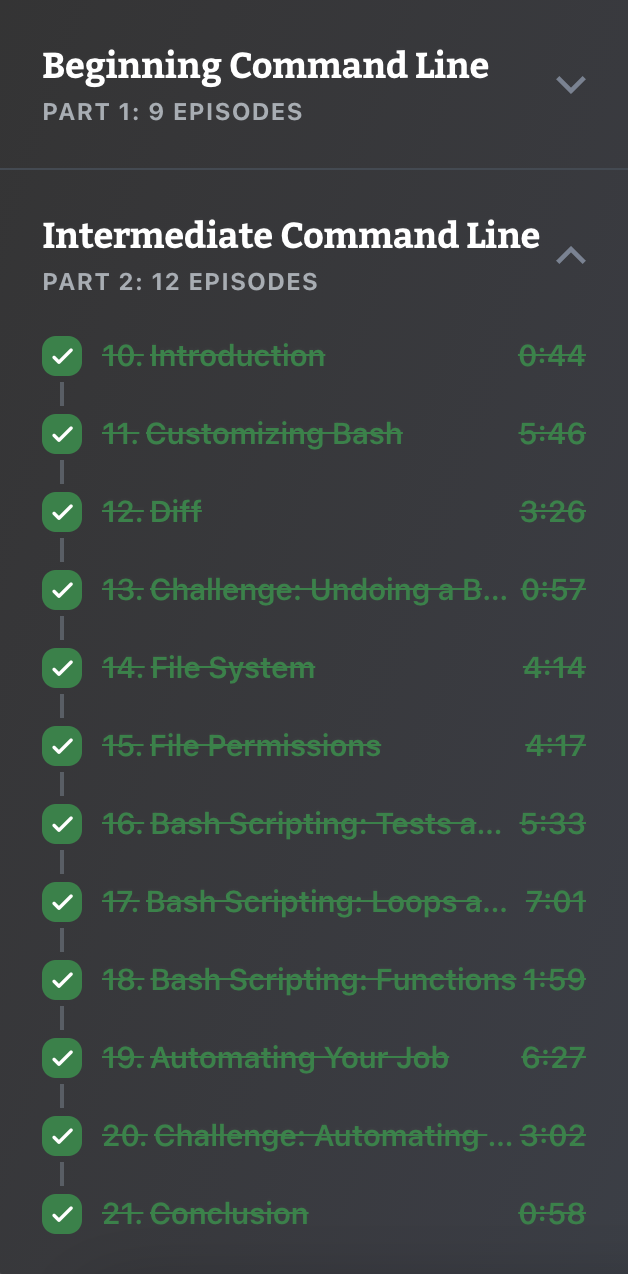 Beginning Command Line
PART 1: 9 EPISODES
Intermediate Command Line
PART 2: 12 EPISODES
10. Introduction 0:44
11. Customizing Bash 5:46
12. Diff 3:26
13. Challenge: Undoing a B... 0:57
14. File System 4:14
15. File Permissions 4:17
16. Bash Scripting: Tests a... 5:33
17. Bash Scripting: Loops a... 7:01
18. Bash Scripting: Functions 1:59
19. Automating Your Job 6:27
20. Challenge: Automating ... 3:02
21. Conclusion 0:58